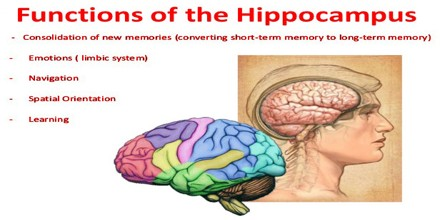 Functions of the Hippocampus
- Consolidation of new memories (converting short-term memory to long-term memory)
- Emotions ( limbic system)
- Navigation
- Spatial Orientation
- Learning